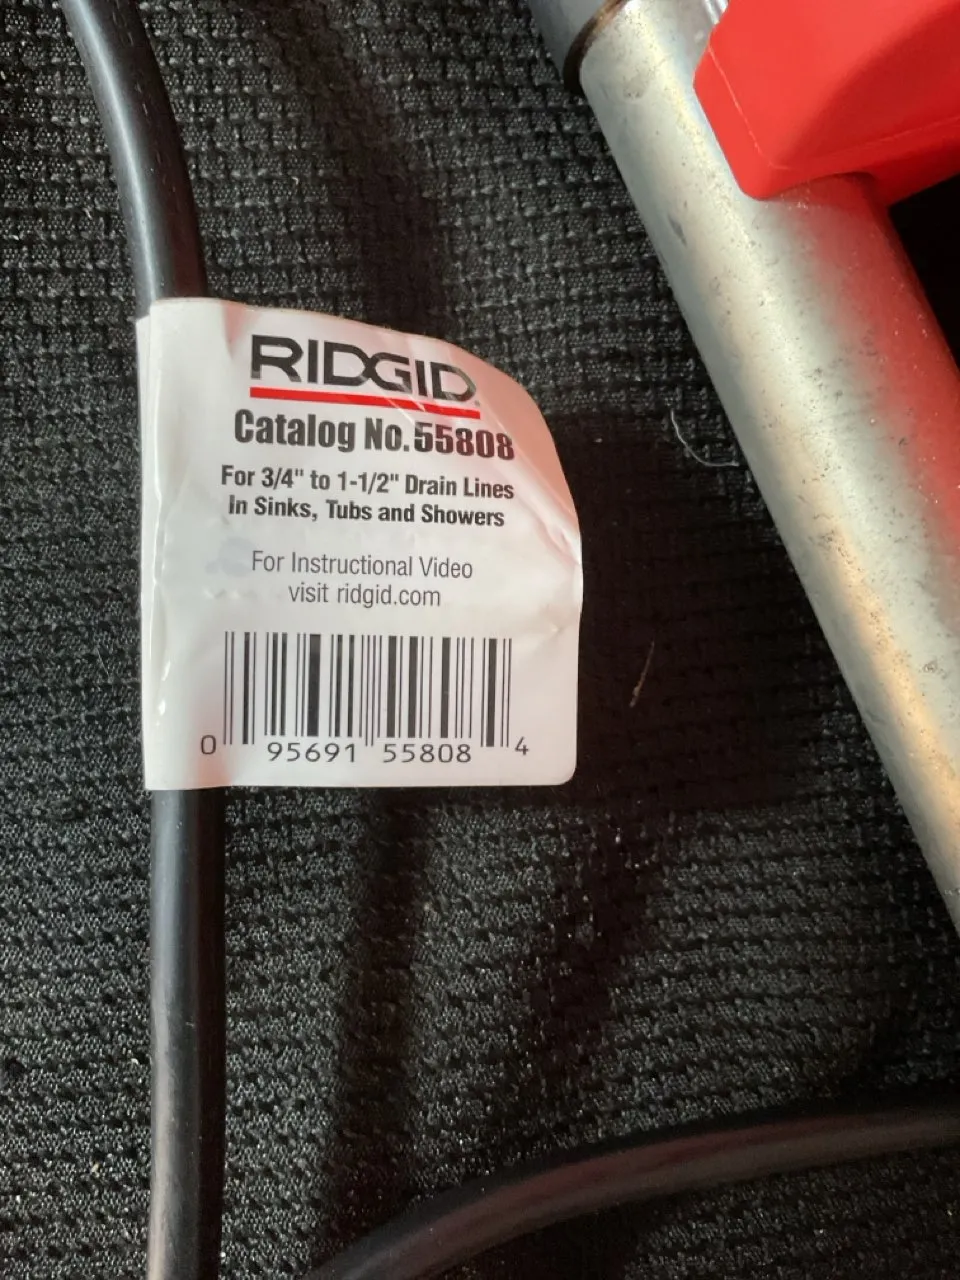 RIDGID
Catalog No. 55808
For 3/4" to 1-1/2" Drain Lines
In Sinks, Tubs and Showers
For Instructional Video
visit ridgid.com
0 95691 55808 4